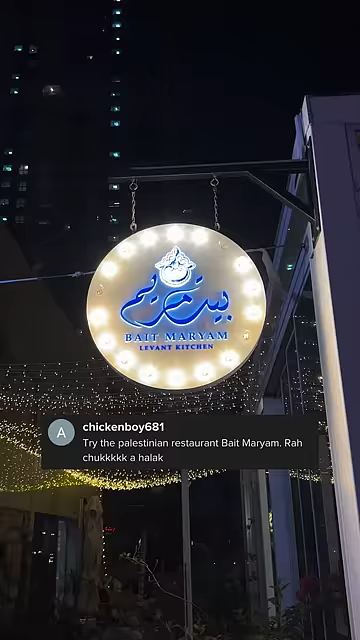 بيت مريم
BAIT MARYAM
LEVANT KITCHEN
A
chickenboy681
Try the palestinian restaurant Bait Maryam. Rah
chukkkkk a halak